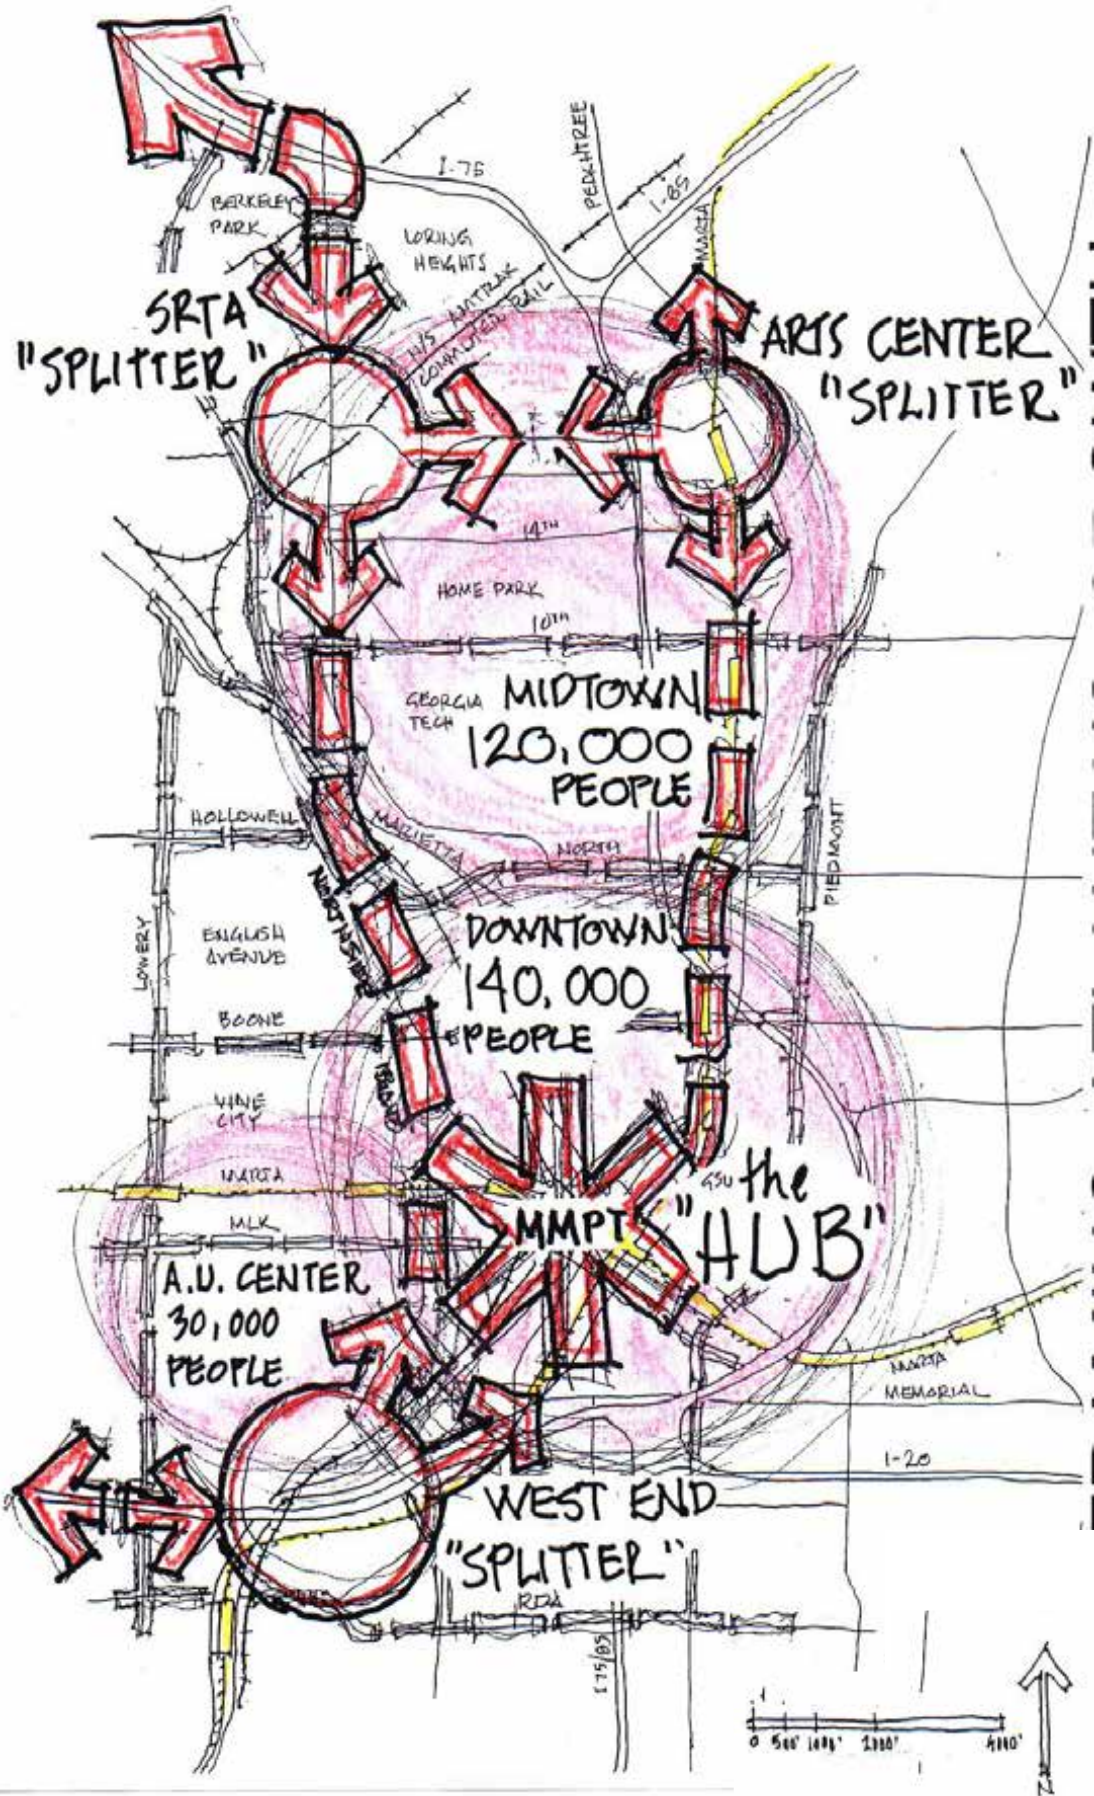 I-75
PEACHTREE
I-85
MARTA
BERKELEY
PARK
LORING
HEIGHTS
N/S AMTRAK
COMMUTER RAIL
SRTA
"SPLITTER"
ARTS CENTER
"SPLITTER"
14TH
HOME PARK
10TH
GEORGIA
TECH
MIDTOWN
120,000
PEOPLE
HOLLOWELL
MARIETTA
NORTH
PIEDMONT
NORTHSIDE
LOWERY
ENGLISH
AVENUE
DOWNTOWN
140,000
PEOPLE
BOONE
VINE
CITY
MARTA
MLK
GSU
the
"HUB"
MMPT
A.U. CENTER
30,000
PEOPLE
MARTA
MEMORIAL
I-20
WEST END
"SPLITTER"
RDA
I-75/85
0 500' 1000' 2000' 4000'
N